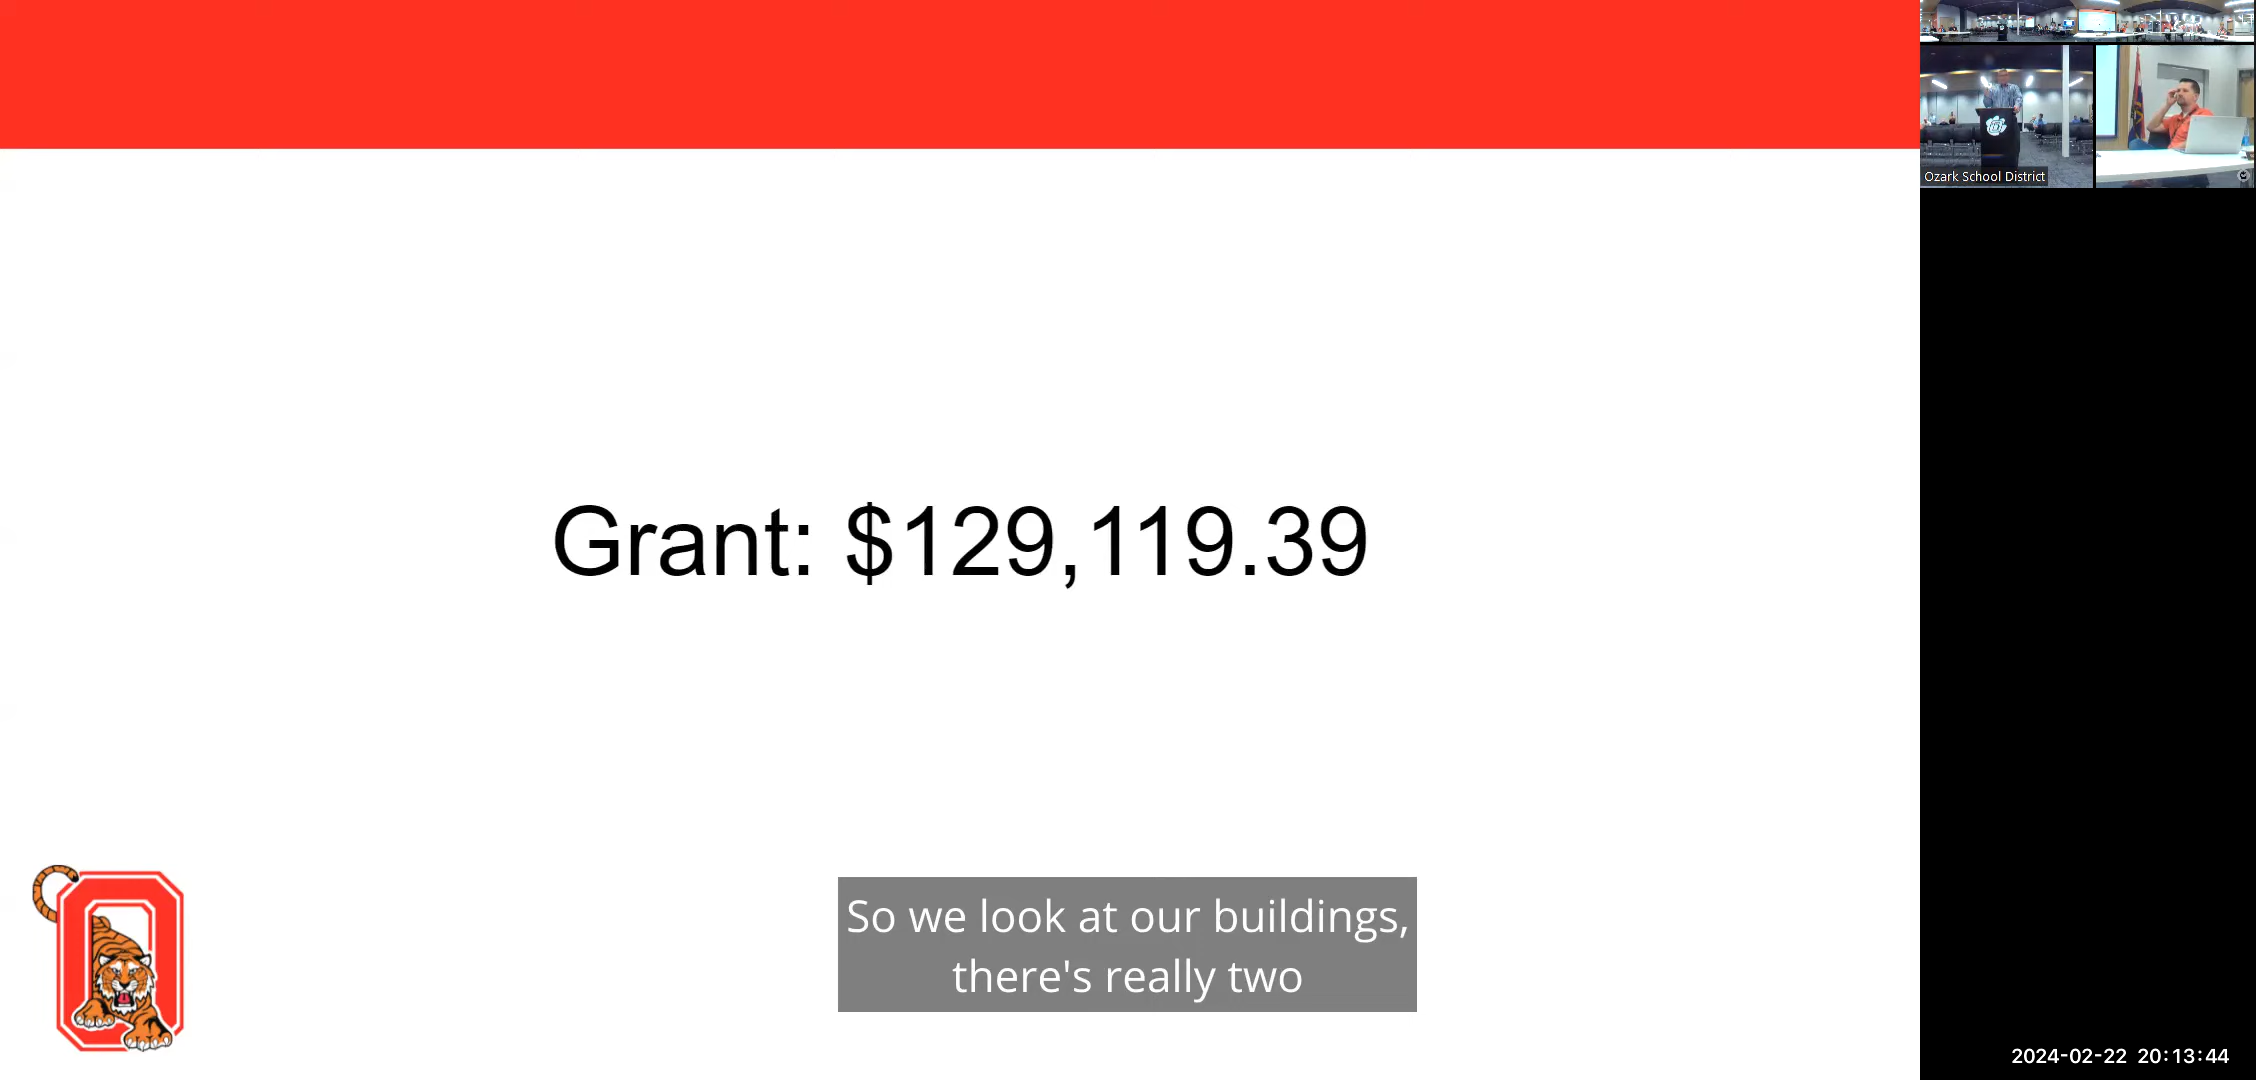 Grant: $129,119.39
So we look at our buildings,
there's really two
Ozark School District
2024-02-22 20:13:44